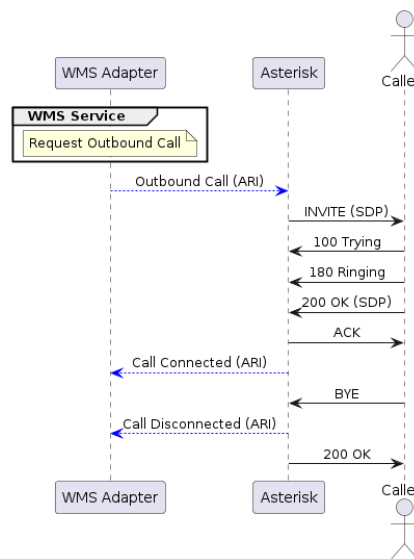 WMS Adapter
Asterisk
Calle
WMS Service
Request Outbound Call
Outbound Call (ARI)
INVITE (SDP)
100 Trying
180 Ringing
200 OK (SDP)
ACK
Call Connected (ARI)
BYE
Call Disconnected (ARI)
200 OK
WMS Adapter
Asterisk
Calle